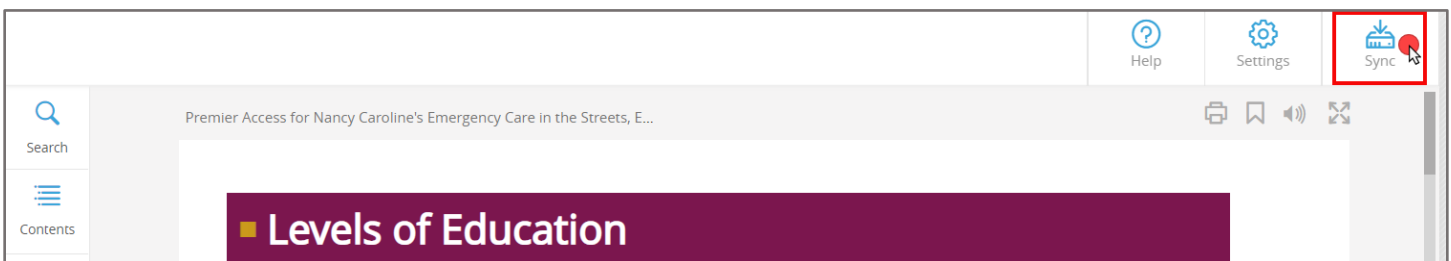 Help
Settings
Sync
Search
Contents
Premier Access for Nancy Caroline's Emergency Care in the Streets, E...
Levels of Education